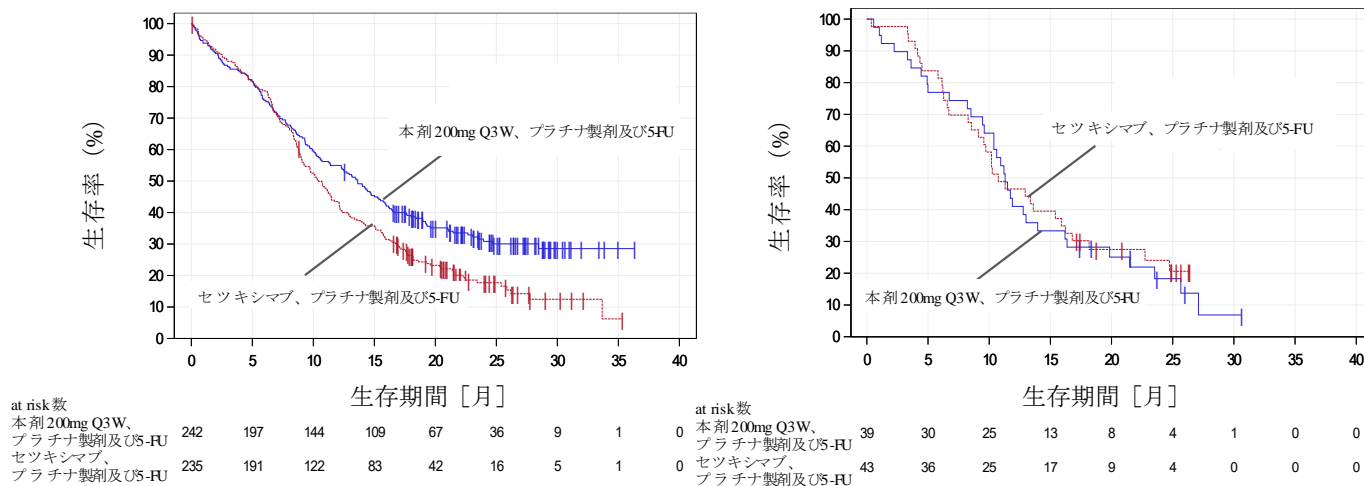 100
90
80
70
60
50
40
30
20
10
0
生存率 (%)
本剤200mg Q3W、プラチナ製剤及び5-FU
セツキシマブ、プラチナ製剤及び5-FU
0 5 10 15 20 25 30 35 40
生存期間 [月]
at risk数
本剤200mg Q3W、
プラチナ製剤及び5-FU
242 197 144 109 67 36 9 1 0
セツキシマブ、
プラチナ製剤及び5-FU
235 191 122 83 42 16 5 1 0
100
90
80
70
60
50
40
30
20
10
0
生存率 (%)
セツキシマブ、プラチナ製剤及び5-FU
本剤200mg Q3W、プラチナ製剤及び5-FU
0 5 10 15 20 25 30 35 40
生存期間 [月]
at risk数
本剤200mg Q3W、
プラチナ製剤及び5-FU
39 30 25 13 8 4 1 0 0
セツキシマブ、
プラチナ製剤及び5-FU
43 36 25 17 9 4 0 0 0